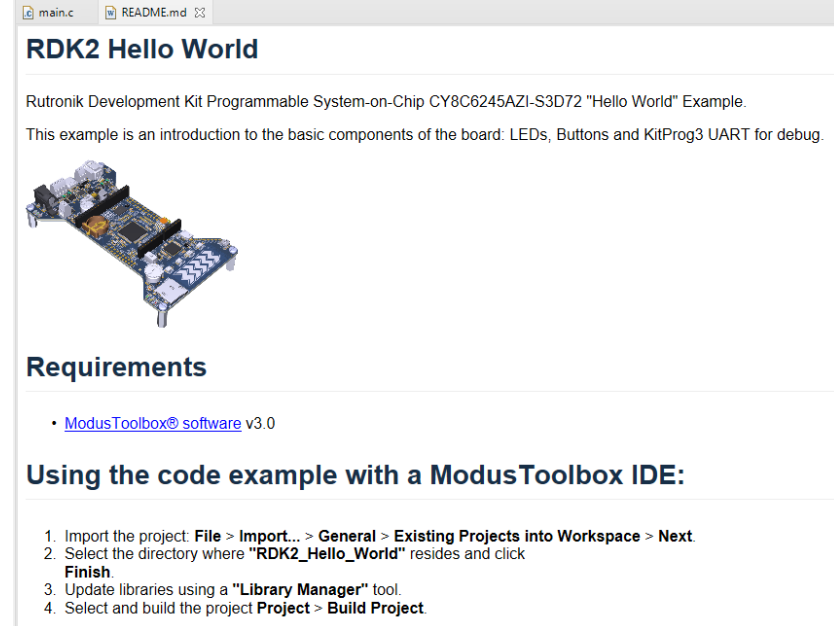 main.c README.md
RDK2 Hello World
Rutronik Development Kit Programmable System-on-Chip CY8C6245AZI-S3D72 "Hello World" Example.
This example is an introduction to the basic components of the board: LEDs, Buttons and KitProg3 UART for debug.
Requirements
• ModusToolbox® software v3.0
Using the code example with a ModusToolbox IDE:
1. Import the project: File > Import... > General > Existing Projects into Workspace > Next.
2. Select the directory where "RDK2_Hello_World" resides and click
Finish.
3. Update libraries using a "Library Manager" tool.
4. Select and build the project Project > Build Project.